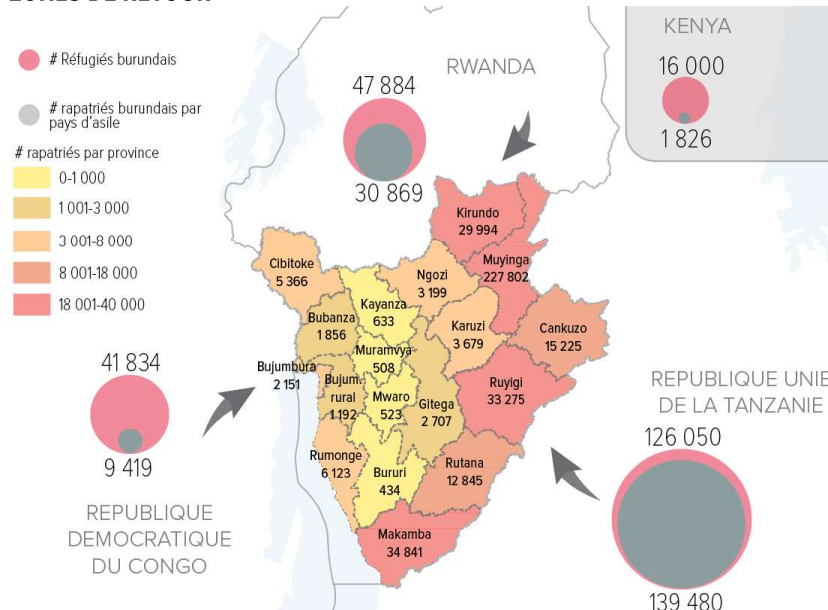 # Réfugiés burundais
# rapatriés burundais par
pays d'asile
# rapatriés par province
0-1 000
1 001-3 000
3 001-8 000
8 001-18 000
18 001-40 000
RWANDA
47 884
30 869
KENYA
16 000
1 826
Kirundo
29 994
Muyinga
227 802
Cibitoke
5 366
Ngozi
3 199
Kayanza
633
Bubanza
1 856
Karuzi
3 679
Cankuzo
15 225
Muramvya
508
Bujumbura
2 151
Bujum.
rural
1 192
Mwaro
523
Gitega
2 707
Ruyigi
33 275
Rumonge
6 123
Bururi
434
Rutana
12 845
Makamba
34 841
41 834
9 419
REPUBLIQUE
DEMOCRATIQUE
DU CONGO
REPUBLIQUE UNIE
DE LA TANZANIE
126 050
139 480